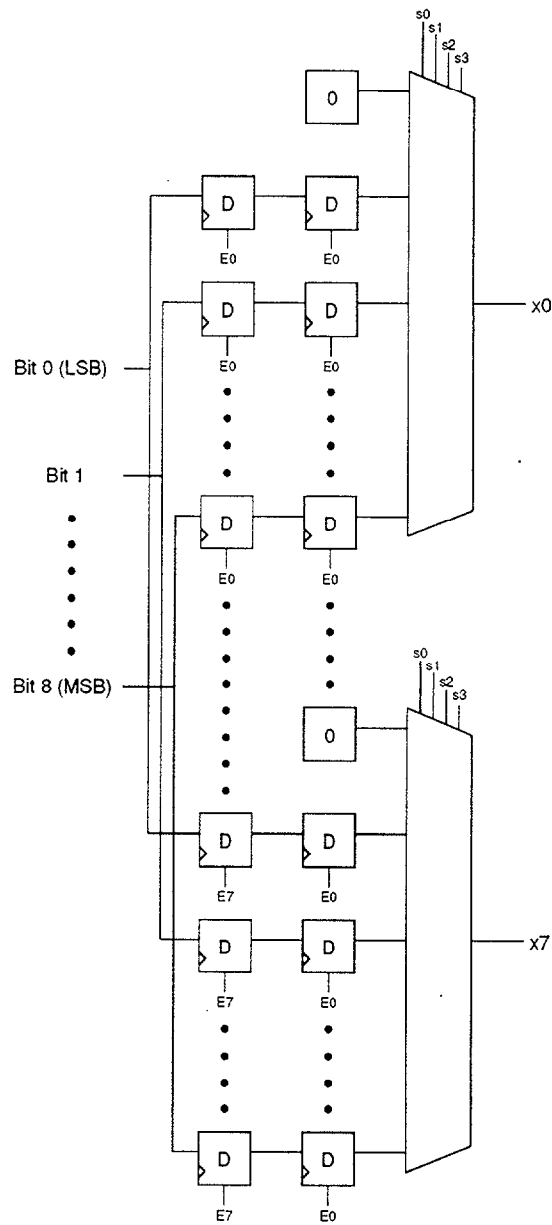 s0
s1
s2
s3
0
D D
E0 E0
D D
x0
E0 E0
Bit 0 (LSB)
Bit 1
D D
E0 E0
Bit 8 (MSB)
s0
s1
s2
s3
0
D D
E7 E0
D D
x7
E7 E0
D D
E7 E0